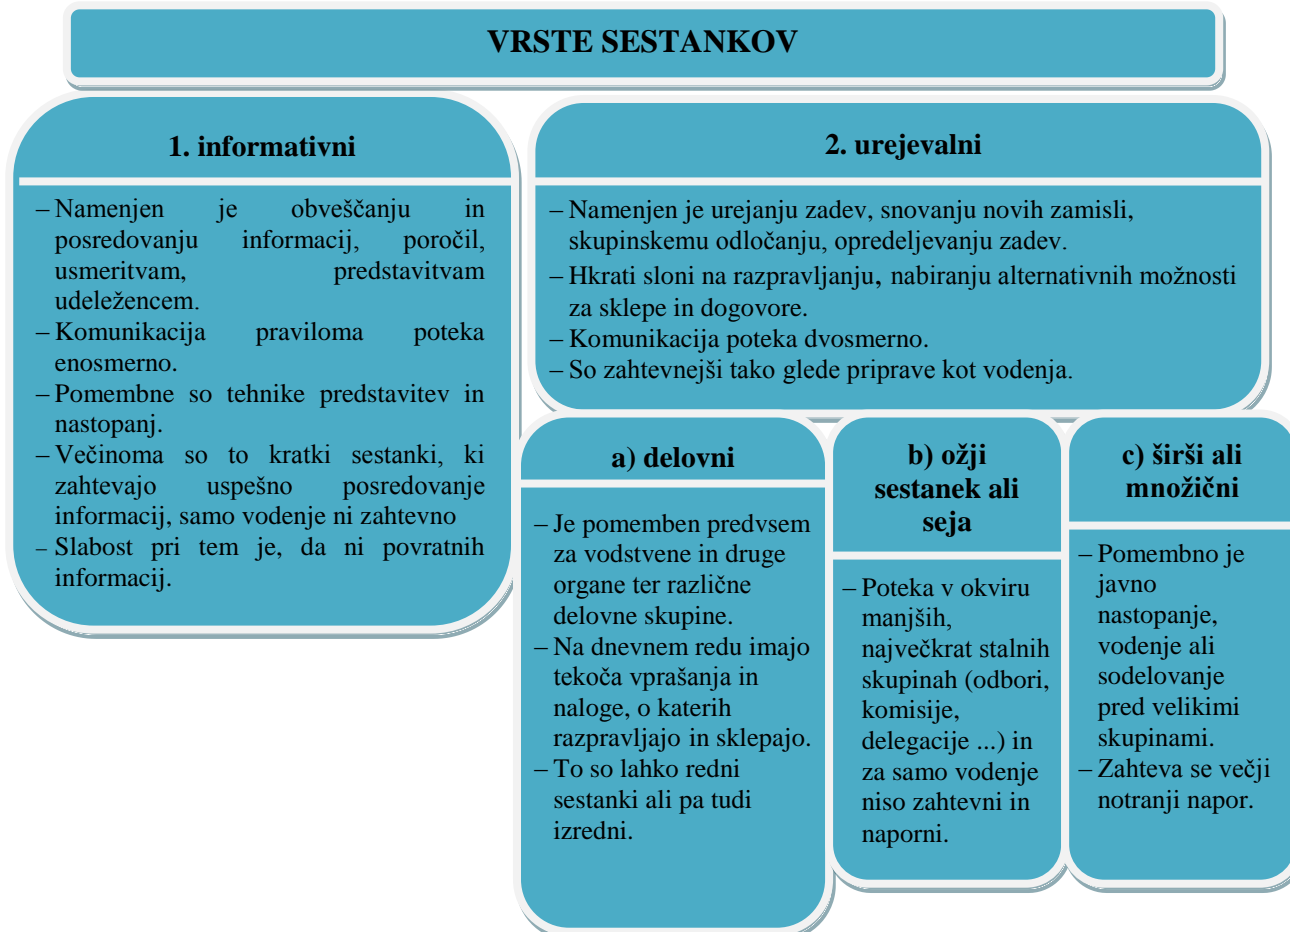 VRSTE SESTANKOV
1. informativni
– Namenjen je obveščanju in
posredovanju informacij, poročil,
usmeritvam, predstavitvam
udeležencem.
– Komunikacija praviloma poteka
enosmerno.
– Pomembne so tehnike predstavitev in
nastopanj.
– Večinoma so to kratki sestanki, ki
zahtevajo uspešno posredovanje
informacij, samo vodenje ni zahtevno
– Slabost pri tem je, da ni povratnih
informacij.
2. urejevalni
– Namenjen je urejanju zadev, snovanju novih zamisli,
skupinskemu odločanju, opredeljevanju zadev.
– Hkrati sloni na razpravljanju, nabiranju alternativnih možnosti
za sklepe in dogovore.
– Komunikacija poteka dvosmerno.
– So zahtevnejši tako glede priprave kot vodenja.
a) delovni
– Je pomemben predvsem
za vodstvene in druge
organe ter različne
delovne skupine.
– Na dnevnem redu imajo
tekoča vprašanja in
naloge, o katerih
razpravljajo in sklepajo.
– To so lahko redni
sestanki ali pa tudi
izredni.
b) ožji
sestanek ali
seja
– Poteka v okviru
manjših,
največkrat stalnih
skupinah (odbori,
komisije,
delegacije ...) in
za samo vodenje
niso zahtevni in
naporni.
c) širši ali
množični
– Pomembno je
javno
nastopanje,
vodenje ali
sodelovanje
pred velikimi
skupinami.
– Zahteva se večji
notranji napor.